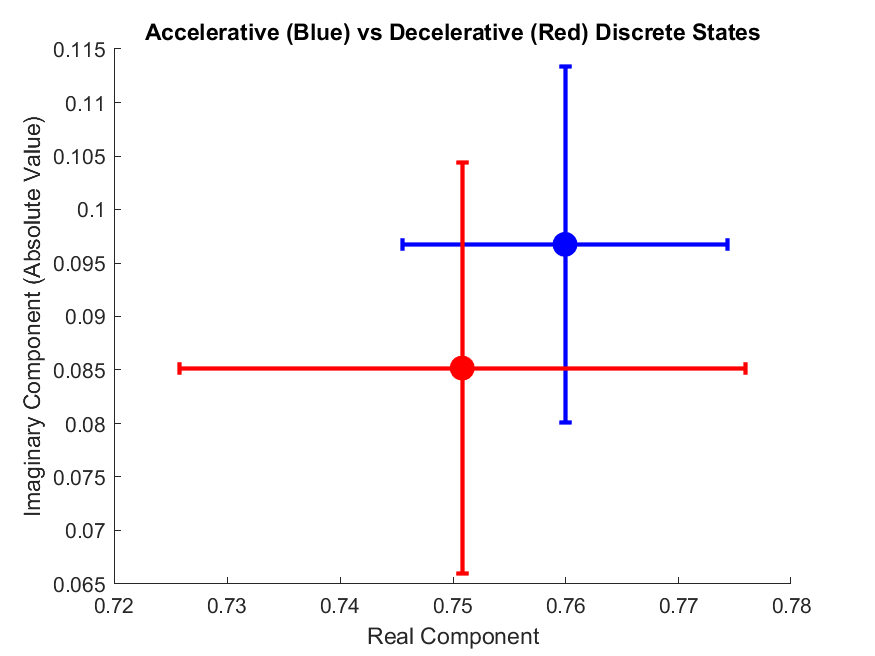 Accelerative (Blue) vs Decelerative (Red) Discrete States
0.115
0.11
0.105
0.1
0.095
0.09
0.085
0.08
0.075
0.07
0.065
Imaginary Component (Absolute Value)
0.72 0.73 0.74 0.75 0.76 0.77 0.78
Real Component